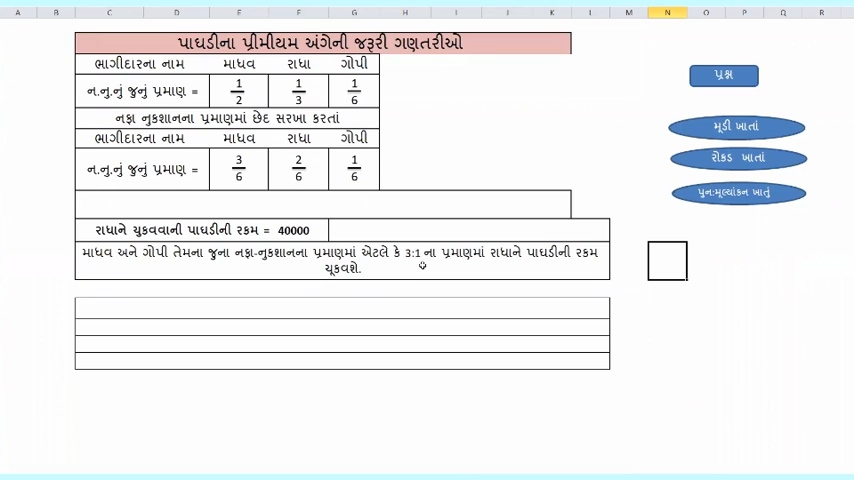 A B C D E F G H I J K L M N O P Q R
પાઘડીના પ્રીમીયમ અંગેની જરૂરી ગણતરીઓ
ભાગીદારના નામ માધવ રાધા ગોપી
ન.નુ.નું જુનું પ્રમાણ = 1/2 1/3 1/6
નફા નુકશાનના પ્રમાણમાં છેદ સરખા કરતાં
ભાગીદારના નામ માધવ રાધા ગોપી
ન.નુ.નું જુનું પ્રમાણ = 3/6 2/6 1/6
રાધાને ચુકવવાની પાઘડીની રકમ = 40000
માધવ અને ગોપી તેમના જુના નફા-નુકશાનના પ્રમાણમાં એટલે કે 3:1 ના પ્રમાણમાં રાધાને પાઘડીની રકમ
ચૂકવશે.
પ્રશ્ન
મૂડી ખાતાં
રોકડ ખાતાં
પુન:મૂલ્યાંકન ખાતું